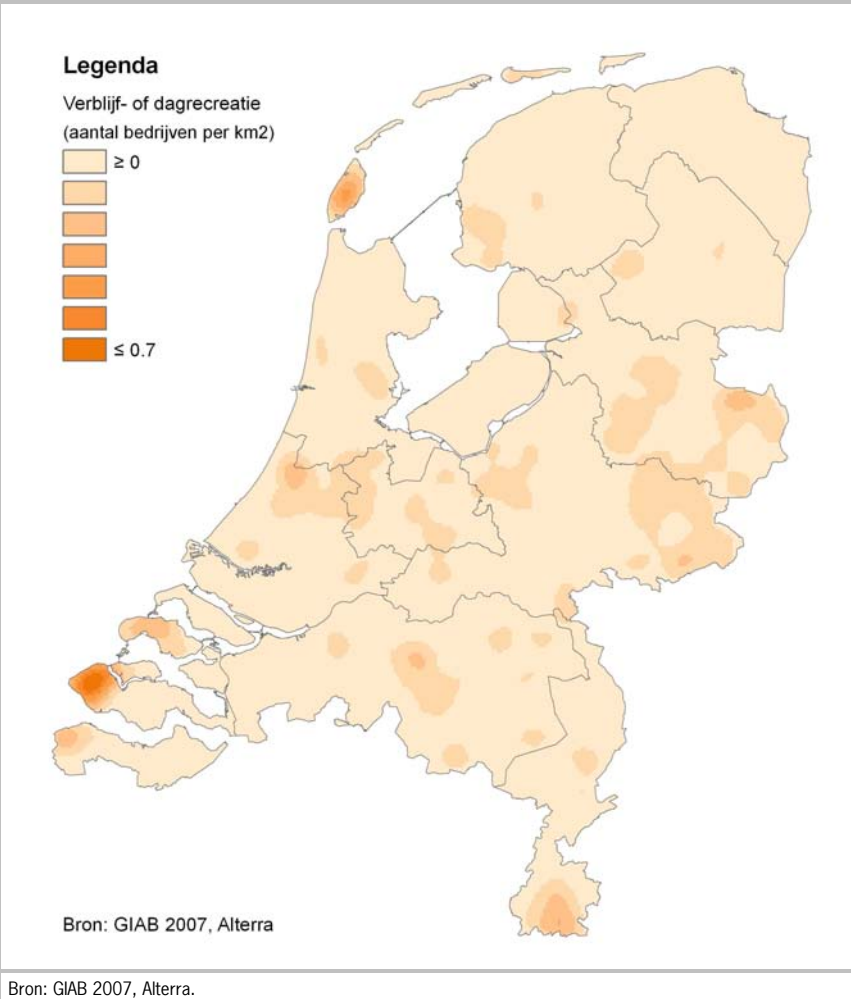 Legenda
Verblijf- of dagrecreatie
(aantal bedrijven per km2)
≥ 0
≤ 0.7
Bron: GIAB 2007, Alterra
Bron: GIAB 2007, Alterra.